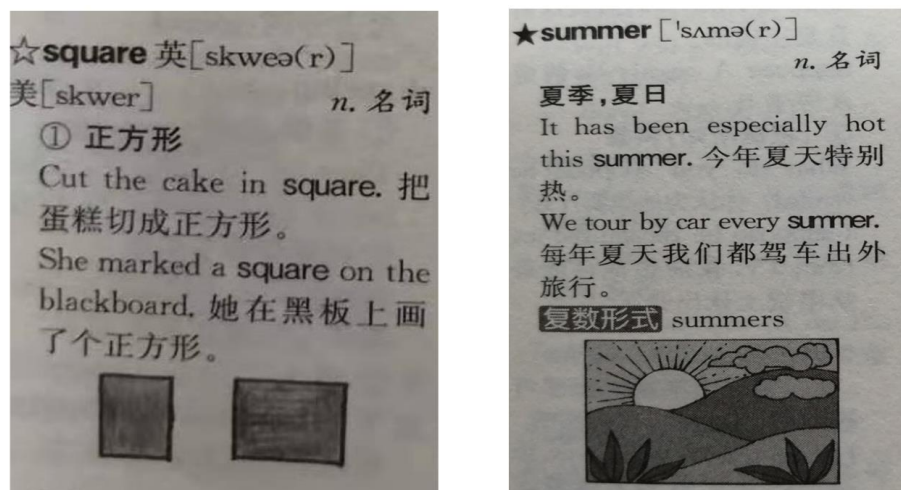 ☆square 英[skweə(r)]
美[skwer] n. 名词
① 正方形
Cut the cake in square. 把
蛋糕切成正方形。
She marked a square on the
blackboard. 她在黑板上画
了个正方形。
★summer ['sʌmə(r)]
n. 名词
夏季,夏日
It has been especially hot
this summer. 今年夏天特别
热。
We tour by car every summer.
每年夏天我们都驾车出外
旅行。
复数形式 summers